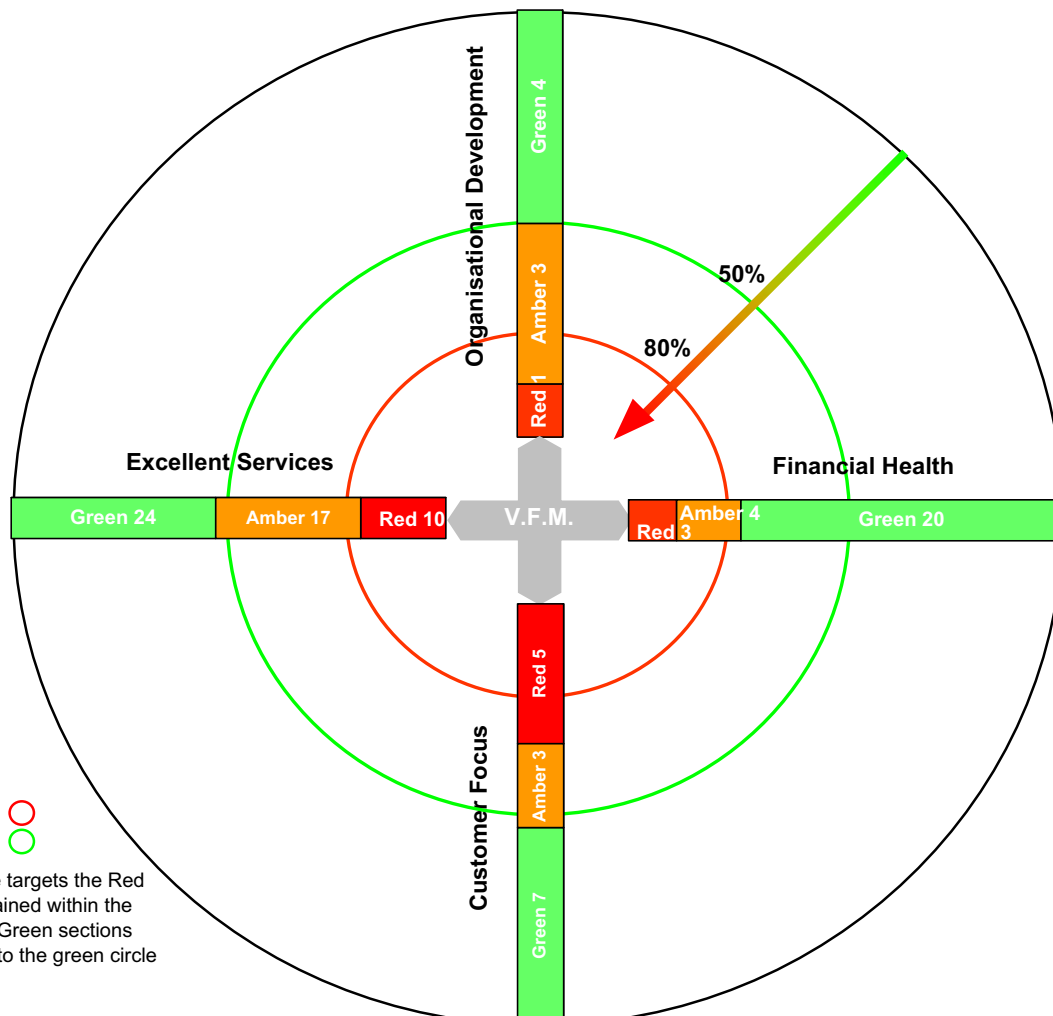 Organisational Development
Green 4
Amber 3
Red 1
50%
80%
Excellent Services
Financial Health
Green 24
Amber 17
Red 10
V.F.M.
Red 3
Amber 4
Green 20
Customer Focus
Red 5
Amber 3
Green 7
targets the Red
within the
Green sections
to the green circle